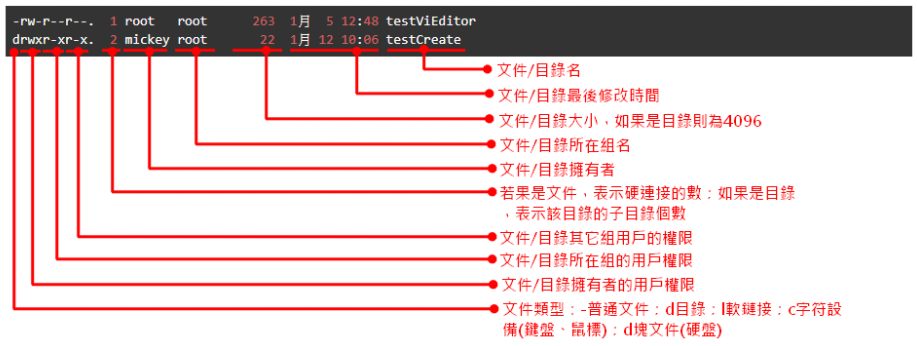 -rw-r--r--. 1 root root 263 1月 5 12:48 testViEditor
drwxr-xr-x. 2 mickey root 22 1月 12 10:06 testCreate
文件/目錄名
文件/目錄最後修改時間
文件/目錄大小，如果是目錄則為4096
文件/目錄所在組名
文件/目錄擁有者
若果是文件，表示硬連接的數；如果是目錄
，表示該目錄的子目錄個數
文件/目錄其它組用戶的權限
文件/目錄所在組的用戶權限
文件/目錄擁有者的用戶權限
文件類型：-普通文件；d目錄；l軟鏈接；c字符設
備(鍵盤、鼠標)；d塊文件(硬盤)